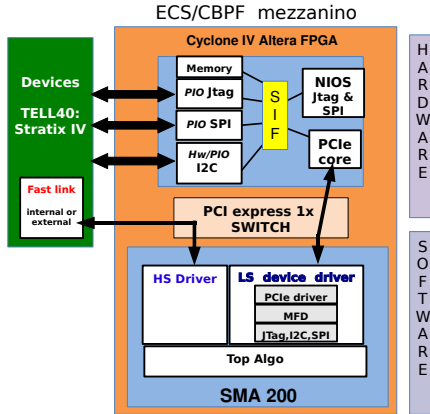 ECS/CBPF mezzanino
Cyclone IV Altera FPGA
Devices
TELL40:
Stratix IV
Fast link
internal or
external
Memory
PIO Jtag
PIO SPI
Hw/PIO
I2C
S
I
F
NIOS
Jtag &
SPI
PCIe
core
PCI express 1x
SWITCH
HS Driver
LS device driver
PCIe driver
MFD
JTag,I2C,SPI
Top Algo
SMA 200
H
A
R
D
W
A
R
E
S
O
F
T
W
A
R
E